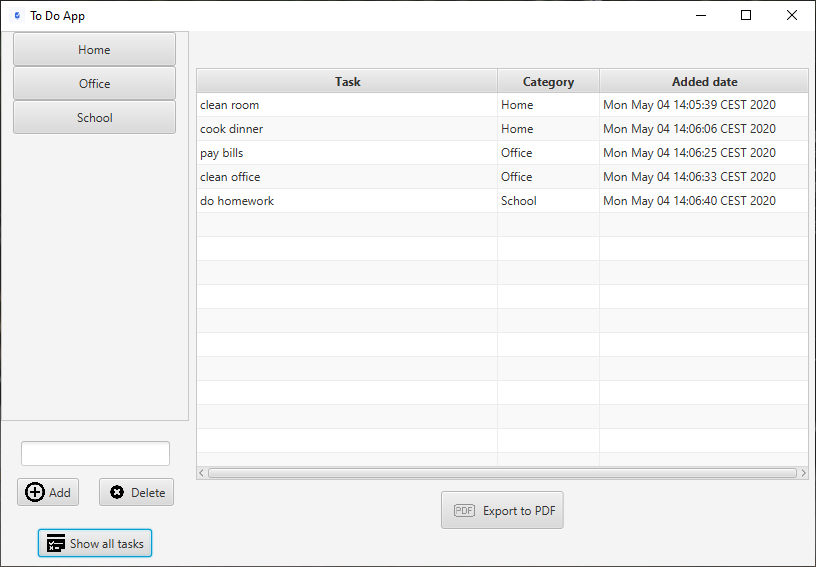 To Do App
Home
Office
School
Task Category Added date
clean room Home Mon May 04 14:05:39 CEST 2020
cook dinner Home Mon May 04 14:06:06 CEST 2020
pay bills Office Mon May 04 14:06:25 CEST 2020
clean office Office Mon May 04 14:06:33 CEST 2020
do homework School Mon May 04 14:06:40 CEST 2020
Add Delete
PDF Export to PDF
Show all tasks